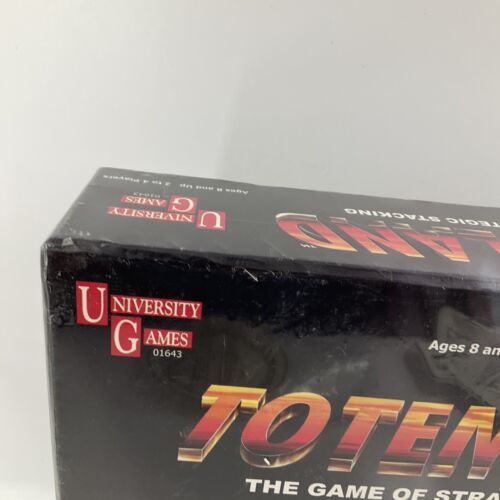 Ages 8 and Up 2 to 4 Players
UNIVERSITY
GAMES
01643
LAND™
TEGIC STACKING
UNIVERSITY
GAMES
01643
Ages 8 an
TOTEM
THE GAME OF STRA